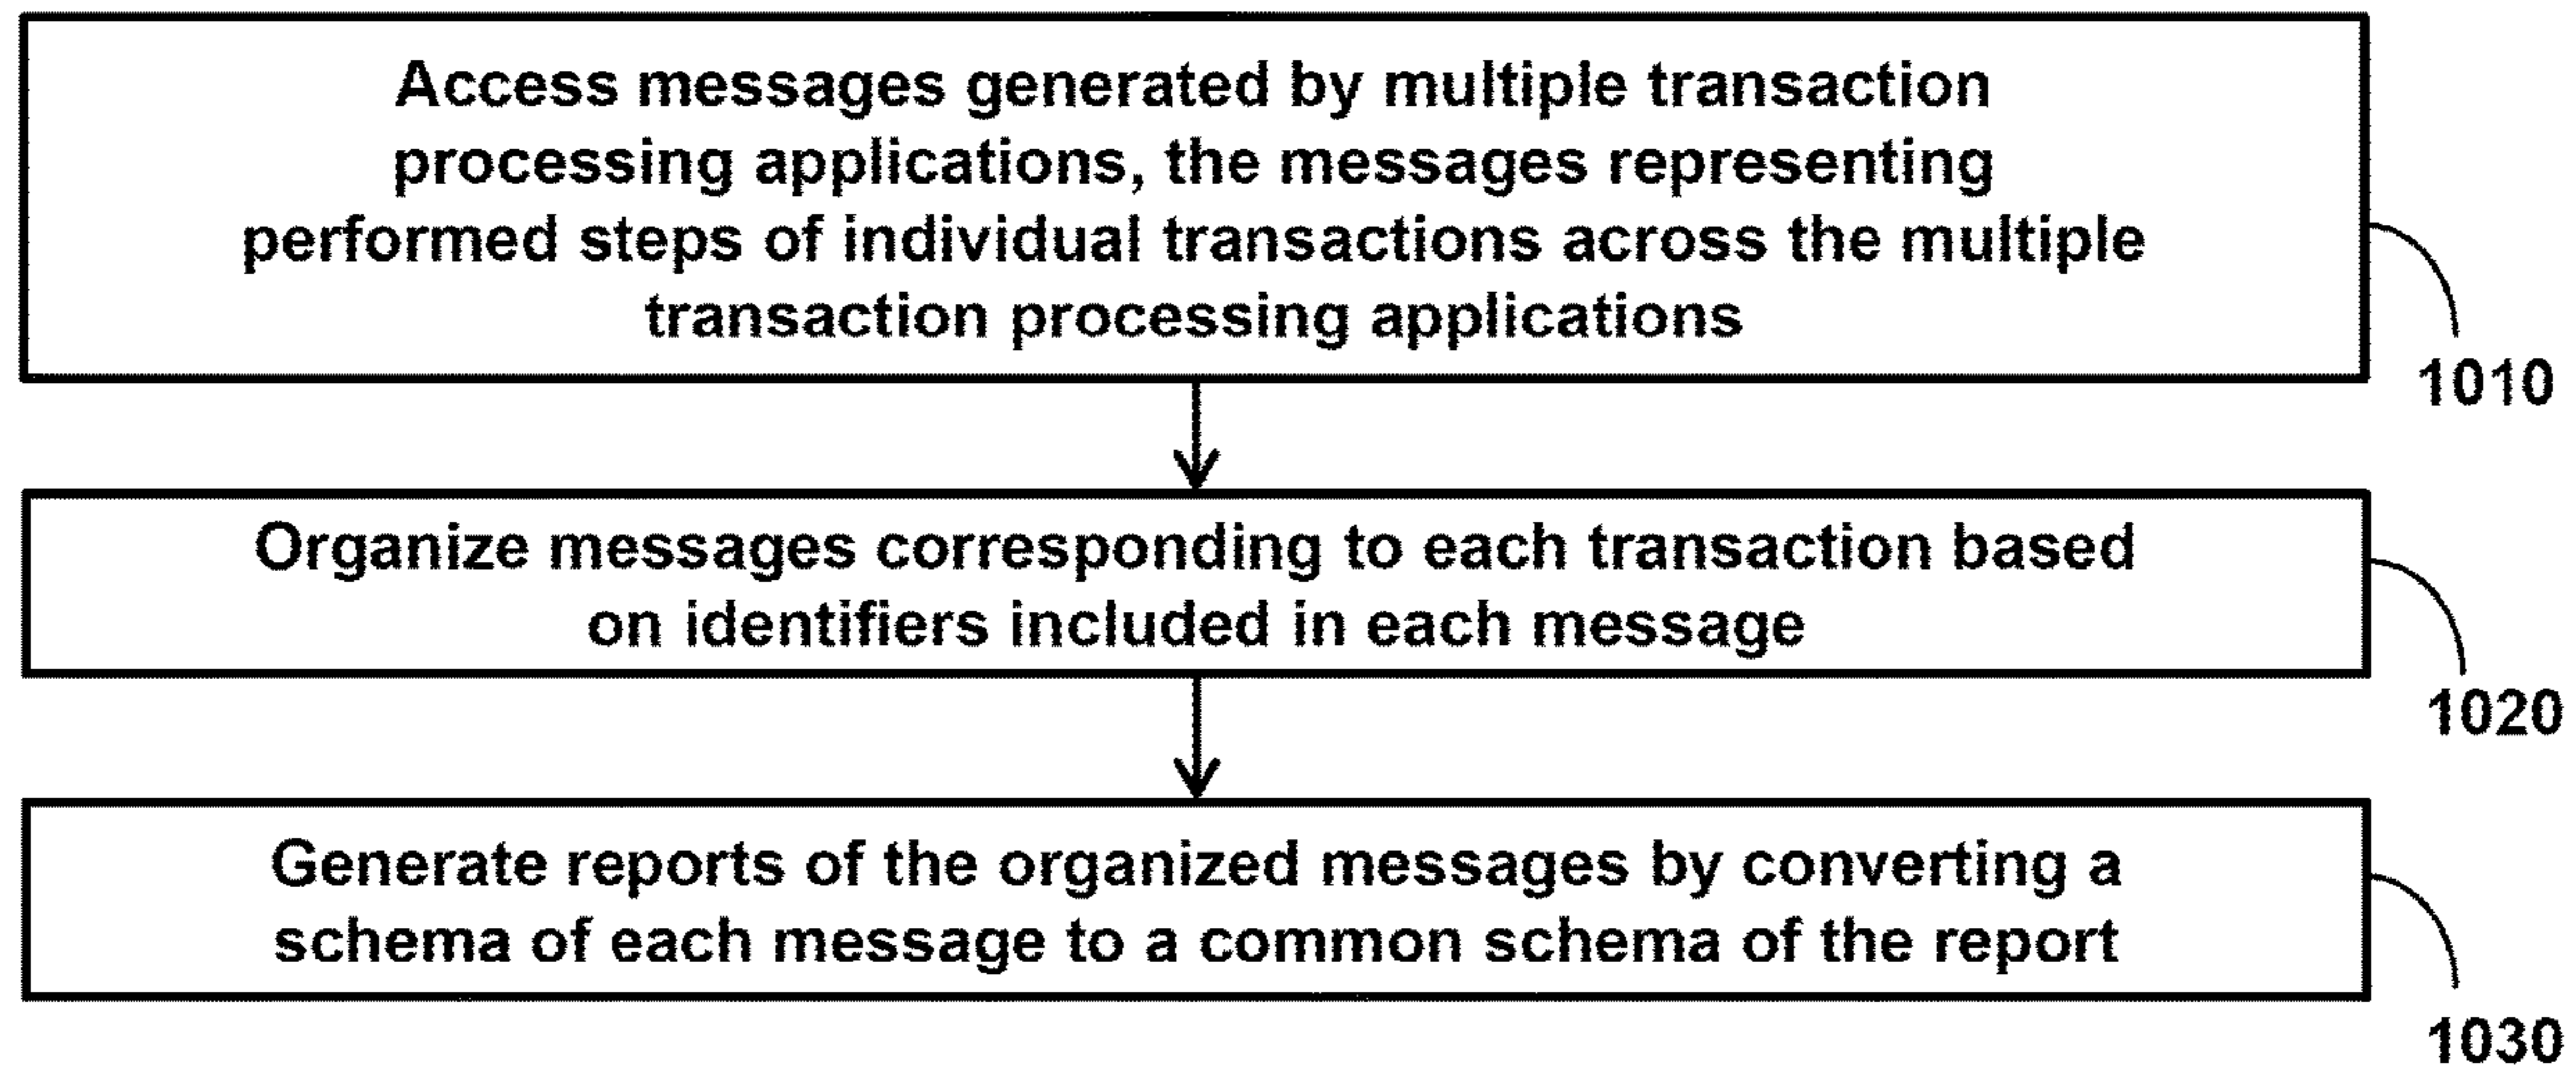 Access messages generated by multiple transaction
processing applications, the messages representing
performed steps of individual transactions across the multiple
transaction processing applications
1010
Organize messages corresponding to each transaction based
on identifiers included in each message
1020
Generate reports of the organized messages by converting a
schema of each message to a common schema of the report
1030